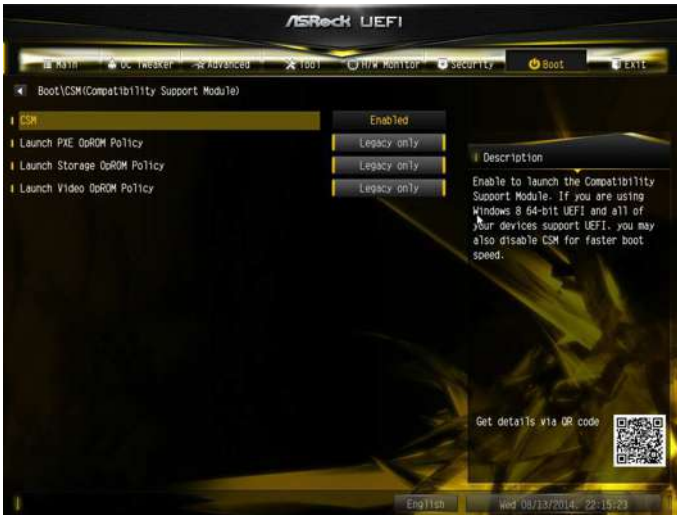 ASRock UEFI
Main OC Tweaker Advanced Tool H/W Monitor Security Boot Exit
Boot\CSM(Compatibility Support Module)
CSM Enabled
Launch PXE OpROM Policy Legacy only
Launch Storage OpROM Policy Legacy only
Launch Video OpROM Policy Legacy only
Description
Enable to launch the Compatibility
Support Module. If you are using
Windows 8 64-bit UEFI and all of
your devices support UEFI. you may
also disable CSM for faster boot
speed.
Get details via QR code
English Wed 08/13/2014. 22:15:23